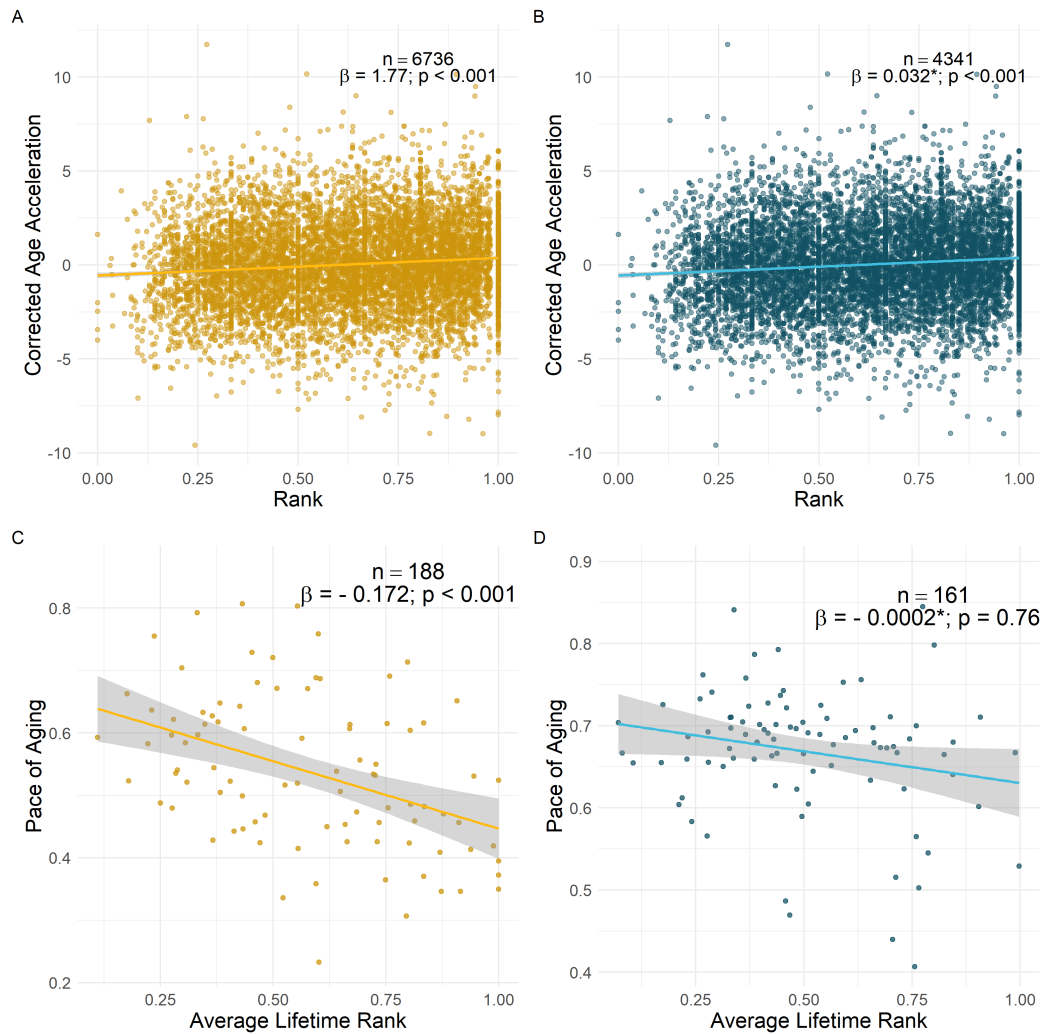 A
n = 6736
β = 1.77; p < 0.001
10
5
0
-5
-10
Corrected Age Acceleration
0.00 0.25 0.50 0.75 1.00
Rank
B
n = 4341
β = 0.032*; p < 0.001
10
5
0
-5
-10
Corrected Age Acceleration
0.00 0.25 0.50 0.75 1.00
Rank
C
n = 188
β = - 0.172; p < 0.001
0.8
0.6
0.4
0.2
Pace of Aging
0.25 0.50 0.75 1.00
Average Lifetime Rank
D
n = 161
β = - 0.0002*; p = 0.76
0.9
0.8
0.7
0.6
0.5
0.4
Pace of Aging
0.25 0.50 0.75 1.00
Average Lifetime Rank